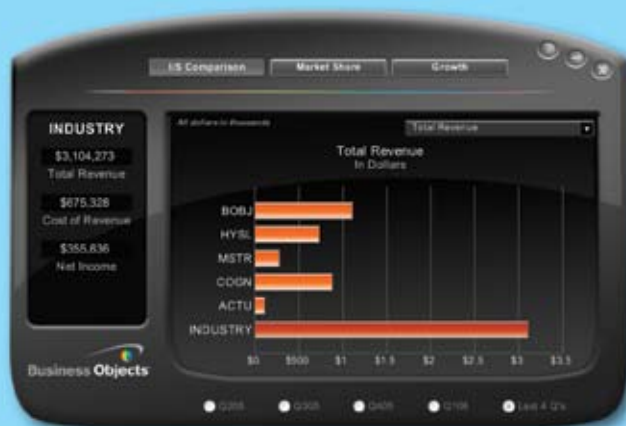 I/S Comparison
Market Share
Growth
All dollars in thousands
Total Revenue
INDUSTRY
$3,104,273
Total Revenue
$675,328
Cost of Revenue
$355,836
Net Income
Total Revenue
In Dollars
BOBJ
HYSL
MSTR
COGN
ACTU
INDUSTRY
$0 $500 $1 $1.5 $2 $2.5 $3 $3.5
Business Objects
Last 4 Q's